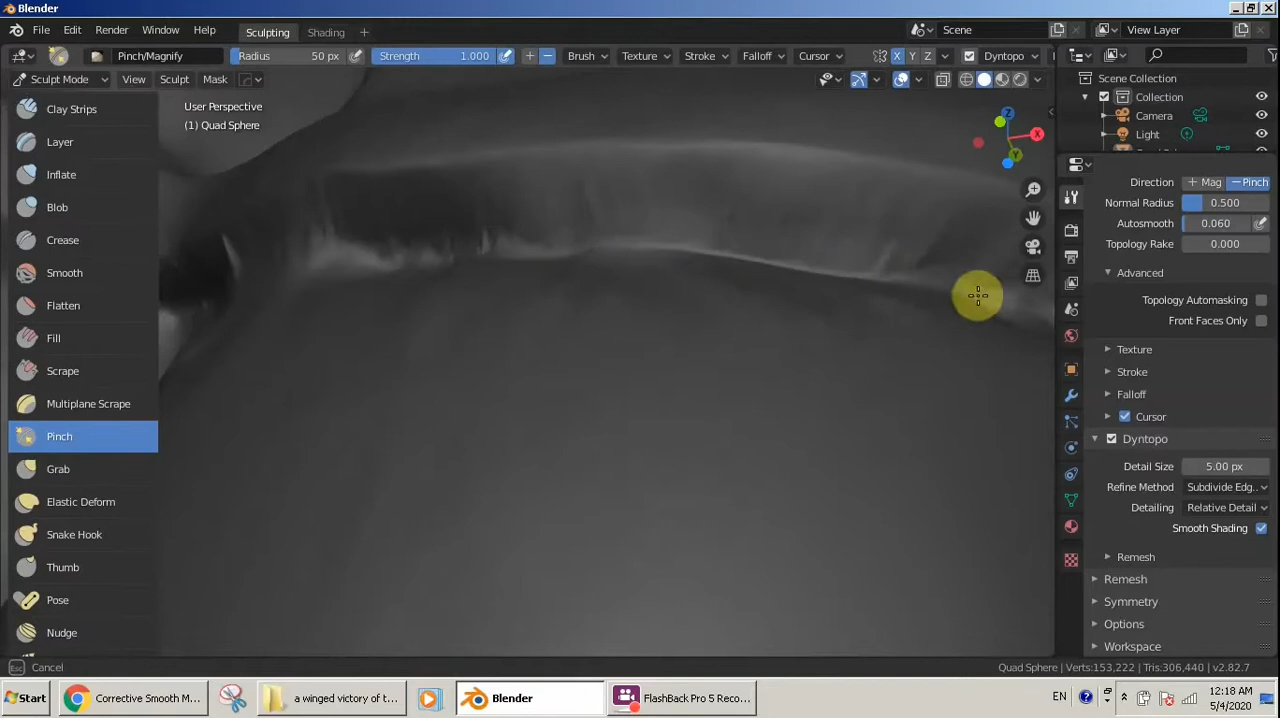 Blender
File Edit Render Window Help Sculpting Shading Scene View Layer
Pinch/Magnify Radius 50 px Strength 1.000 Brush Texture Stroke Falloff Cursor X Y Z Dyntopo
Sculpt Mode View Sculpt Mask
Scene Collection
Collection
Camera
Light
User Perspective
(1) Quad Sphere
Z
X
Y
Clay Strips
Layer
Inflate
Blob
Crease
Smooth
Flatten
Fill
Scrape
Multiplane Scrape
Pinch
Grab
Elastic Deform
Snake Hook
Thumb
Pose
Nudge
Direction + Mag − Pinch
Normal Radius 0.500
Autosmooth 0.060
Topology Rake 0.000
Advanced
Topology Automasking
Front Faces Only
Texture
Stroke
Falloff
Cursor
Dyntopo
Detail Size 5.00 px
Refine Method Subdivide Edg..
Detailing Relative Detail
Smooth Shading
Remesh
Remesh
Symmetry
Options
Workspace
Esc Cancel
Quad Sphere | Verts:153,222 | Tris:306,440 | v2.82.7
Start Corrective Smooth M... a winged victory of t... Blender FlashBack Pro 5 Reco... EN 12:18 AM
5/4/2020